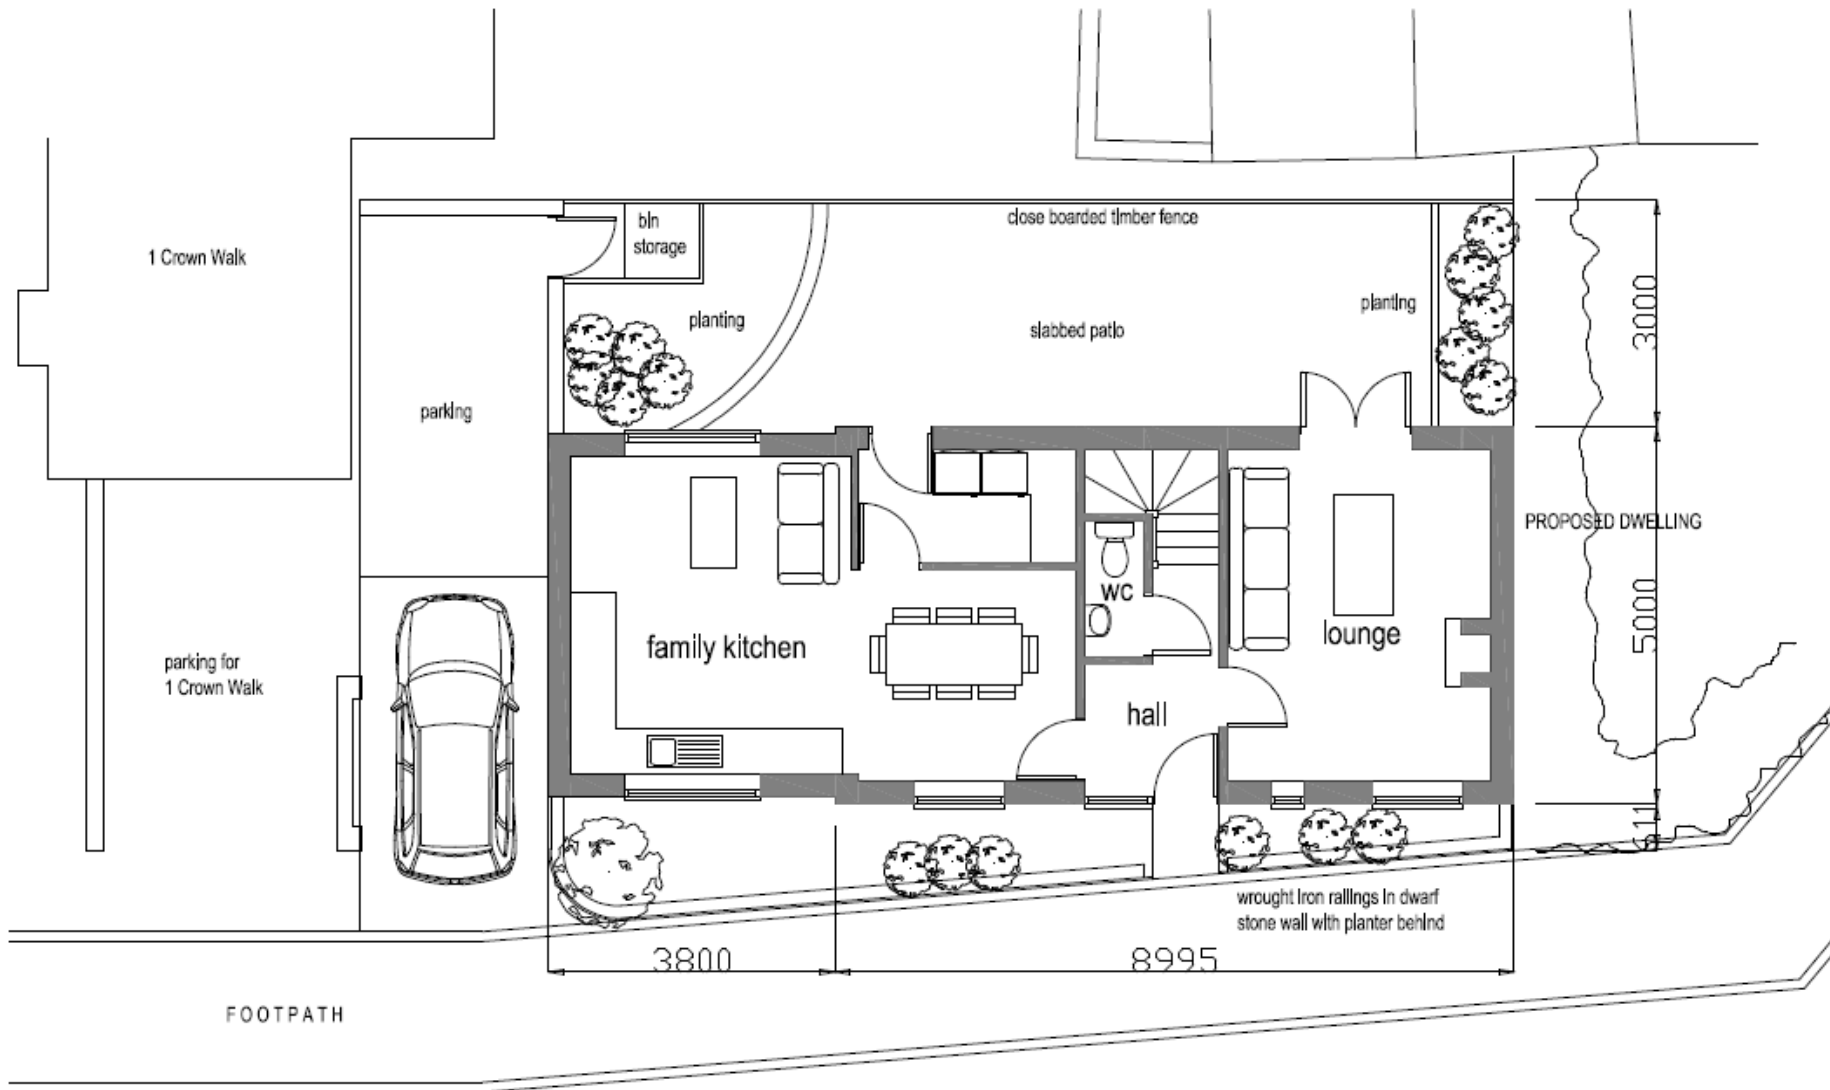 close boarded timber fence
bin
storage
1 Crown Walk
planting
planting
slabbed patio
3000
parking
PROPOSED DWELLING
wc
family kitchen
lounge
5000
parking for
1 Crown Walk
hall
wrought iron railings in dwarf
stone wall with planter behind
3800
8995
FOOTPATH